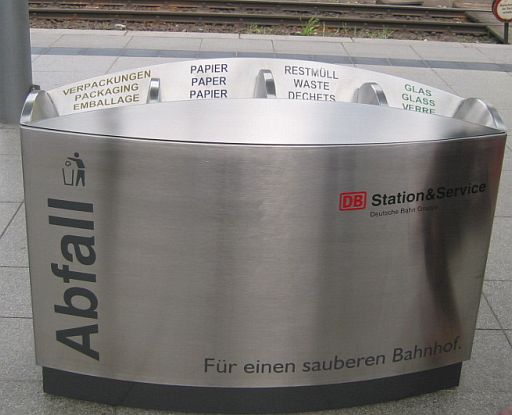 VERPACKUNGEN
PACKAGING
EMBALLAGE
PAPIER
PAPER
PAPIER
RESTMÜLL
WASTE
DECHETS
GLAS
GLASS
VERRE
Abfall
DB Station&Service
Deutsche Bahn Gruppe
Für einen sauberen Bahnhof.